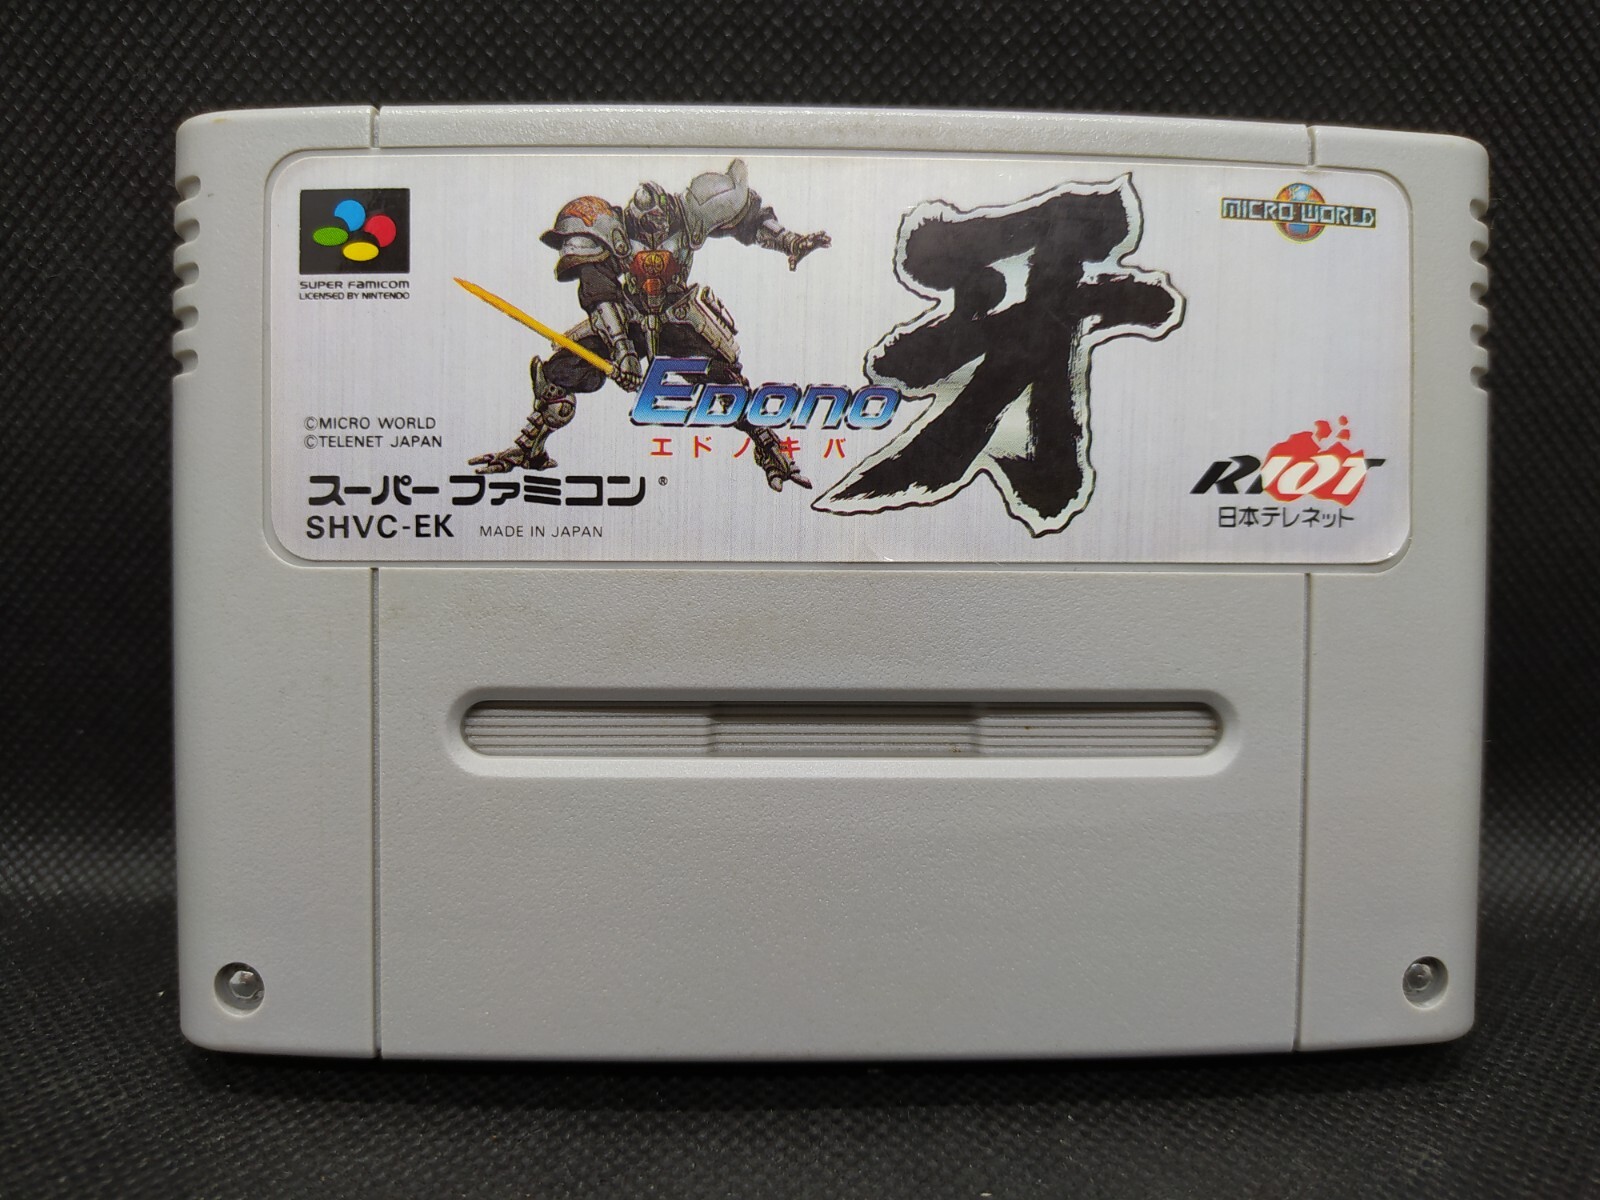 SUPER FAMICOM
LICENSED BY NINTENDO
MICRO WORLD
牙
EDONO
エドノキバ
©MICRO WORLD
©TELENET JAPAN
スーパーファミコン®
SHVC-EK MADE IN JAPAN
RIOT
日本テレネット